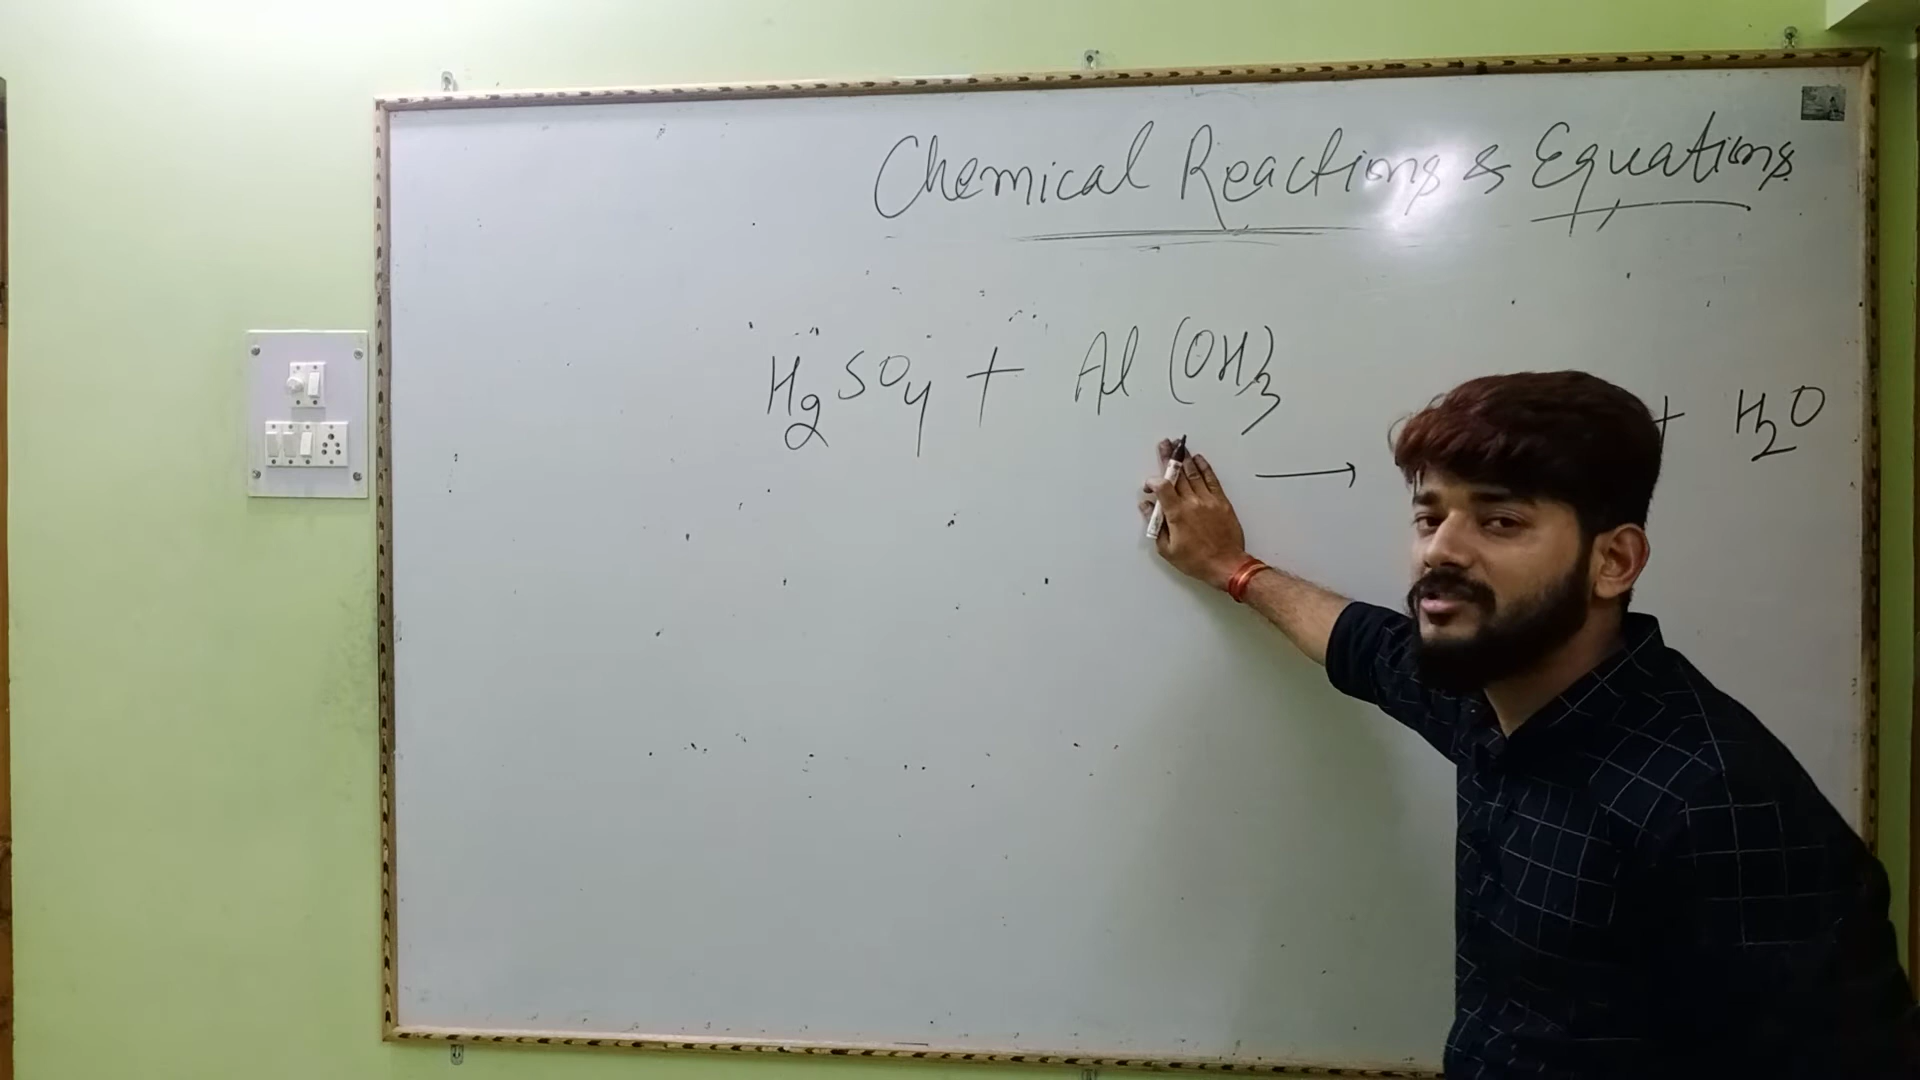 Chemical Reactions & Equations
H2SO4 + Al(OH)3 → + H2O